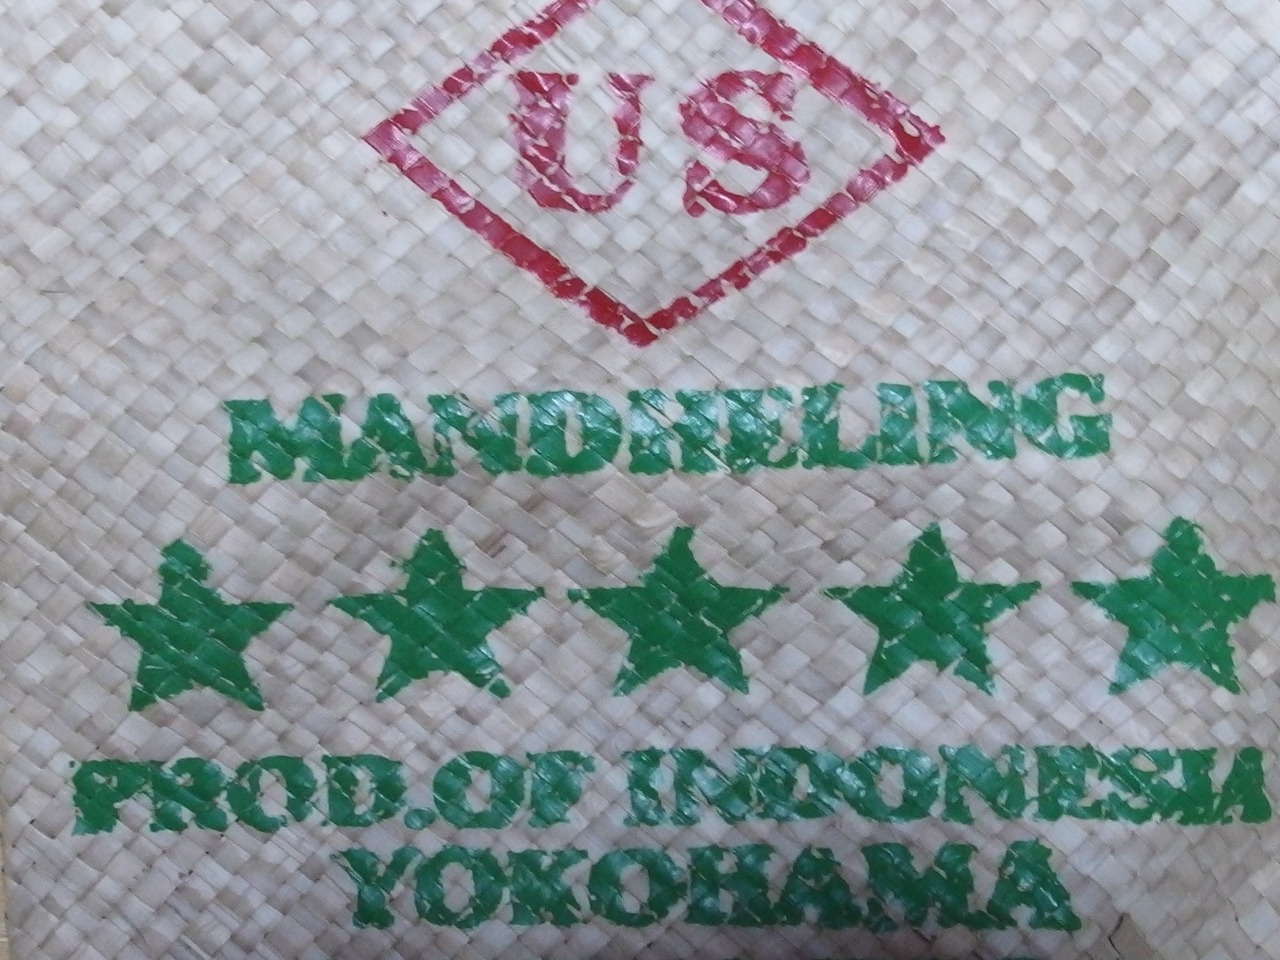 US
MANDHELING
PROD.OF INDONESIA
YOKOHAMA